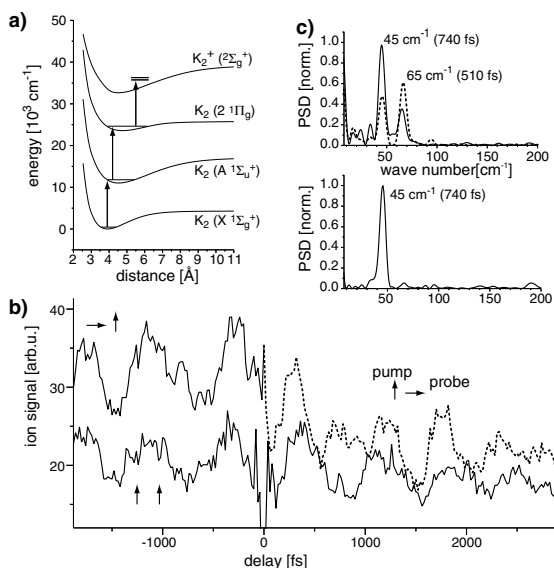 a)
energy [10³ cm⁻¹]
40
30
20
10
0
K₂⁺ (²Σg⁺)
K₂ (2 ¹Πg)
K₂ (A ¹Σu⁺)
K₂ (X ¹Σg⁺)
2 3 4 5 6 7 8 9 10 11
distance [Å]
c)
PSD [norm.]
1.0
0.8
0.6
0.4
0.2
0.0
45 cm⁻¹ (740 fs)
65 cm⁻¹ (510 fs)
50 100 150 200
wave number[cm⁻¹]
PSD [norm.]
1.0
0.8
0.6
0.4
0.2
0.0
45 cm⁻¹ (740 fs)
50 100 150 200
b)
ion signal [arb.u.]
40
30
20
pump
probe
-1000 0 1000 2000
delay [fs]